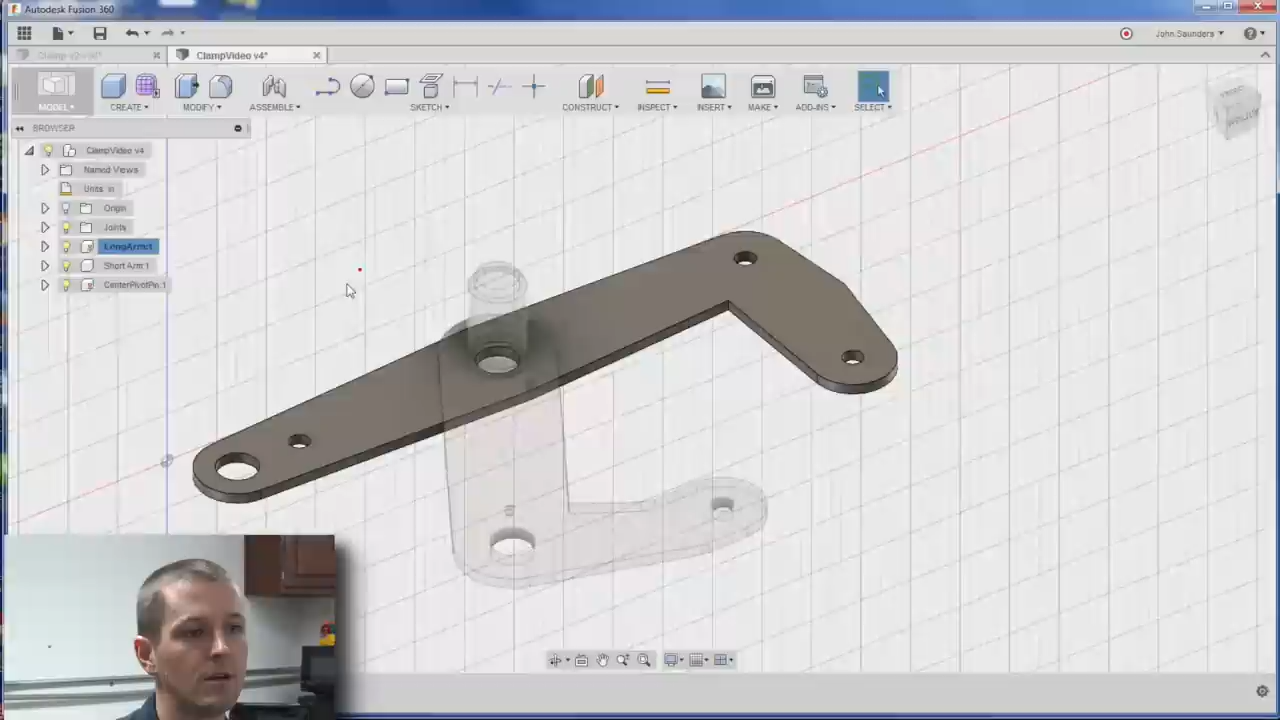 Autodesk Fusion 360
John Saunders
ClampVideo v4*
MODEL
CREATE
MODIFY
ASSEMBLE
SKETCH
CONSTRUCT
INSPECT
INSERT
MAKE
ADD-INS
SELECT
BROWSER
ClampVideo v4
Named Views
Units in
Origin
Joints
LongArm:1
Short Arm:1
CenterPivotPin:1